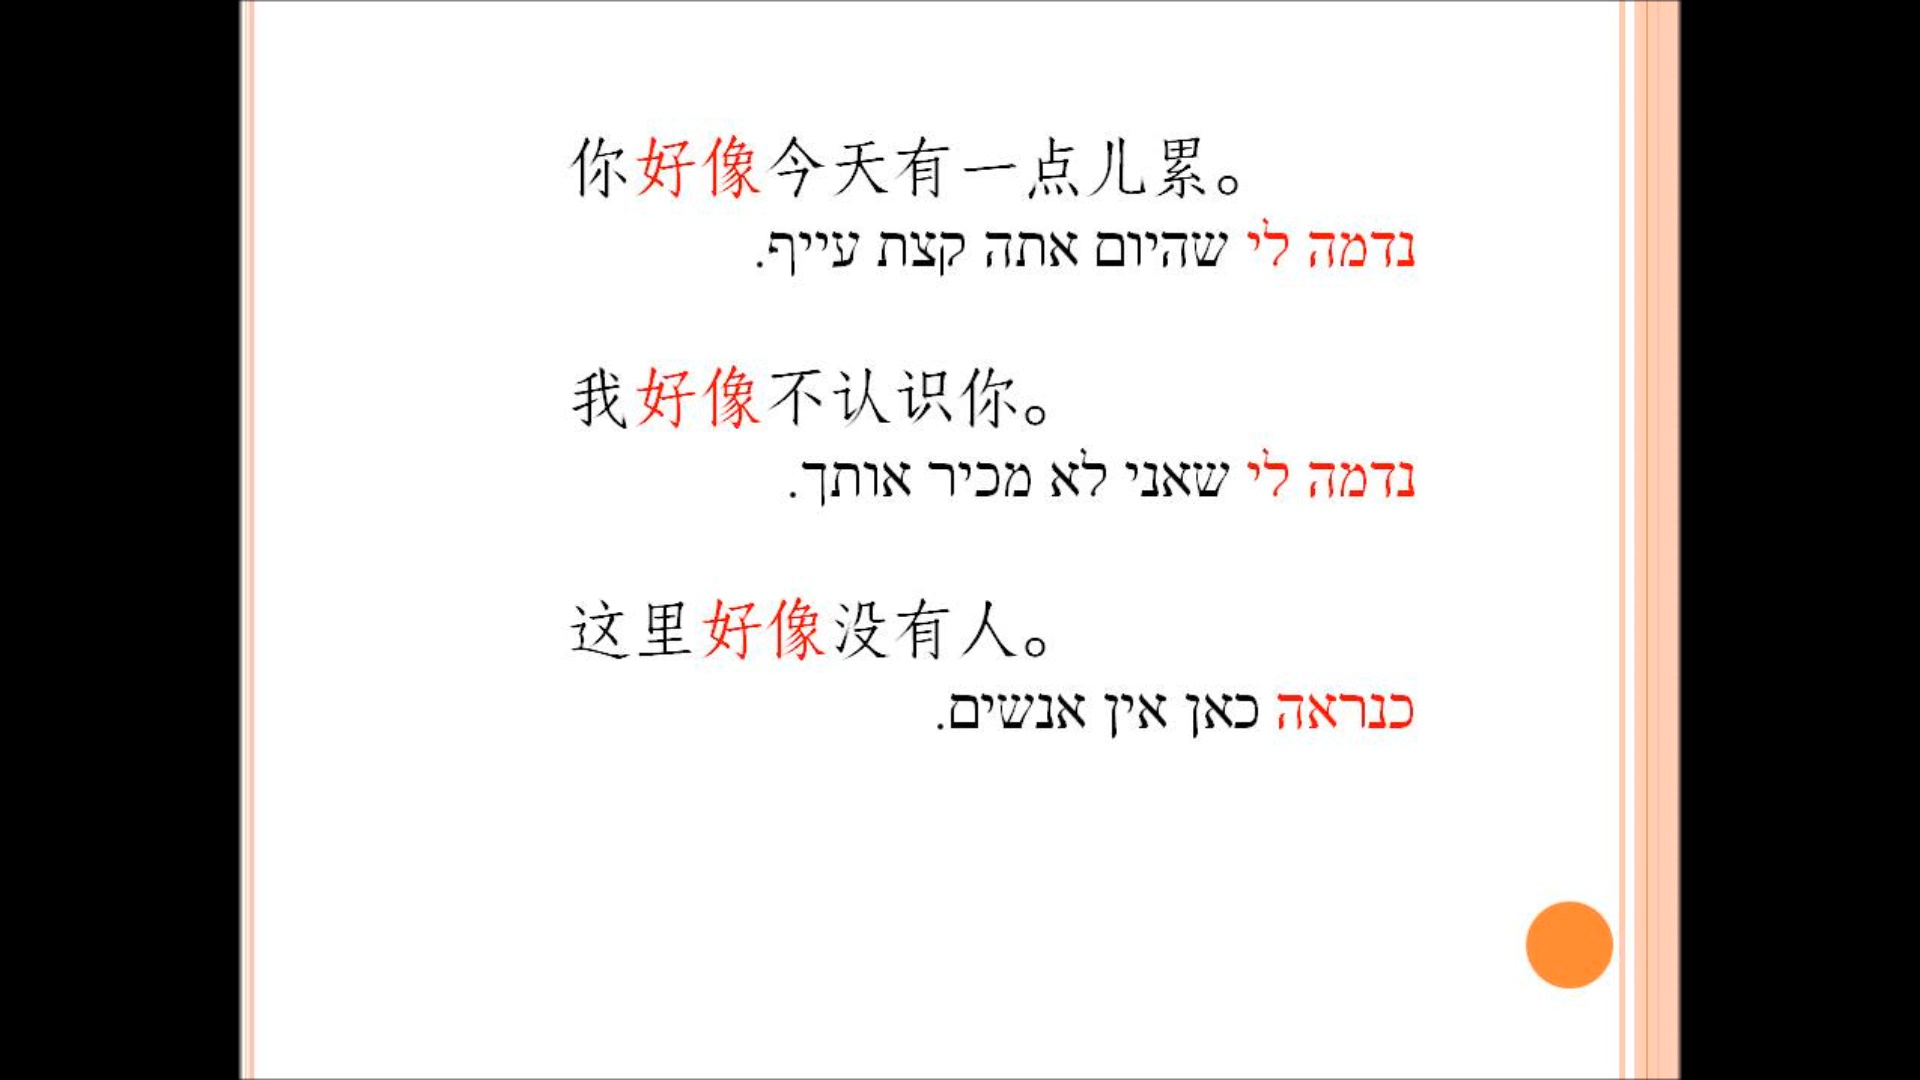 你好像今天有一点儿累。
נדמה לי שהיום אתה קצת עייף.
我好像不认识你。
נדמה לי שאני לא מכיר אותך.
这里好像没有人。
כנראה כאן אין אנשים.